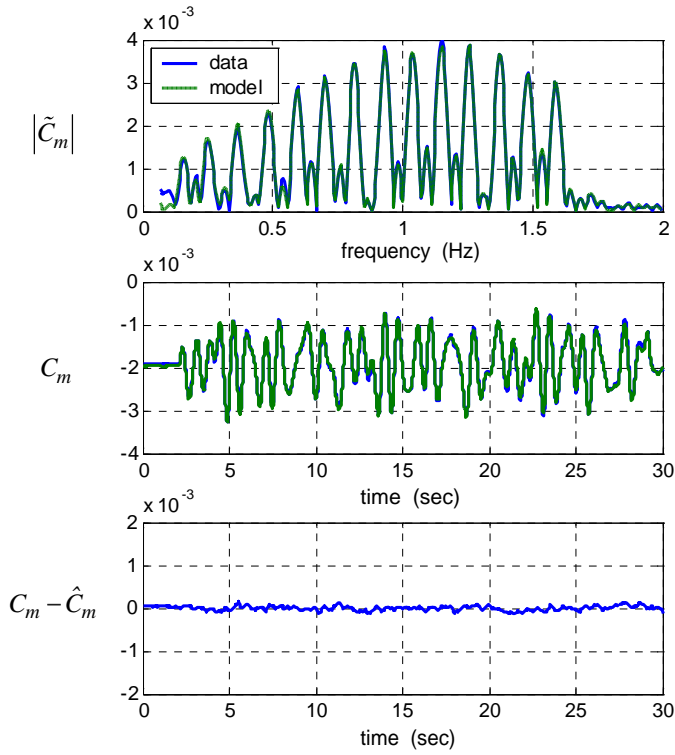 x 10⁻³
4
3
2
1
0
data
model
|C̃ₘ|
0 0.5 1 1.5 2
frequency (Hz)
x 10⁻³
0
-1
-2
-3
-4
Cₘ
0 5 10 15 20 25 30
time (sec)
x 10⁻³
2
1
0
-1
-2
Cₘ − Ĉₘ
0 5 10 15 20 25 30
time (sec)